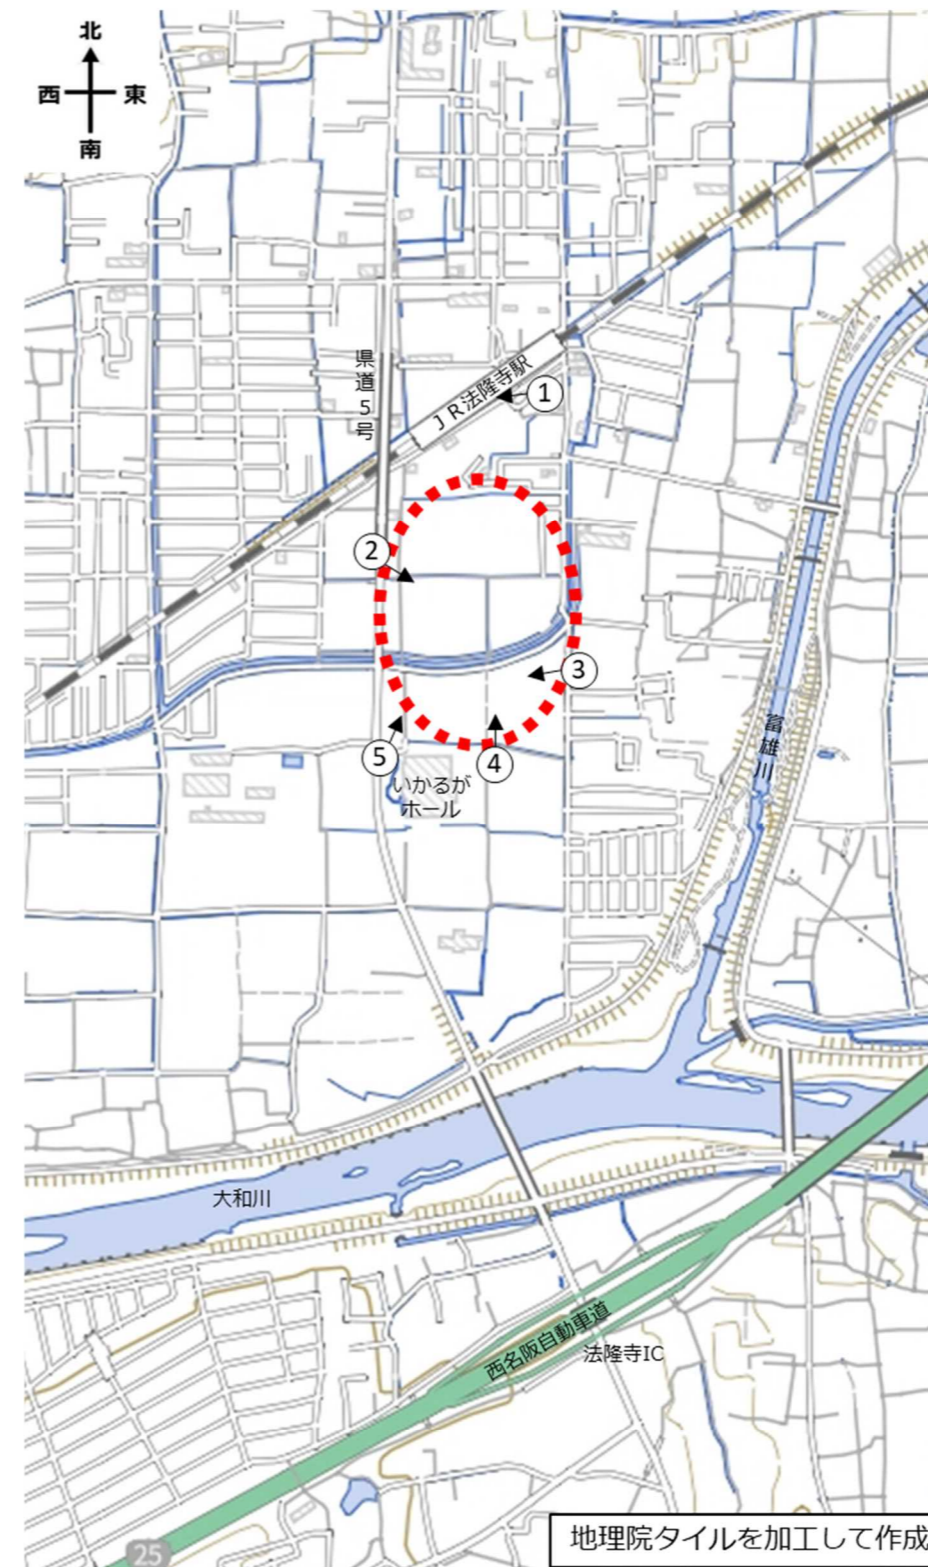 北
西 東
南
県道5号
JR法隆寺駅
①
②
③
富雄川
⑤
④
いかるが
ホール
大和川
西名阪自動車道
法隆寺IC
地理院タイルを加工して作成
25